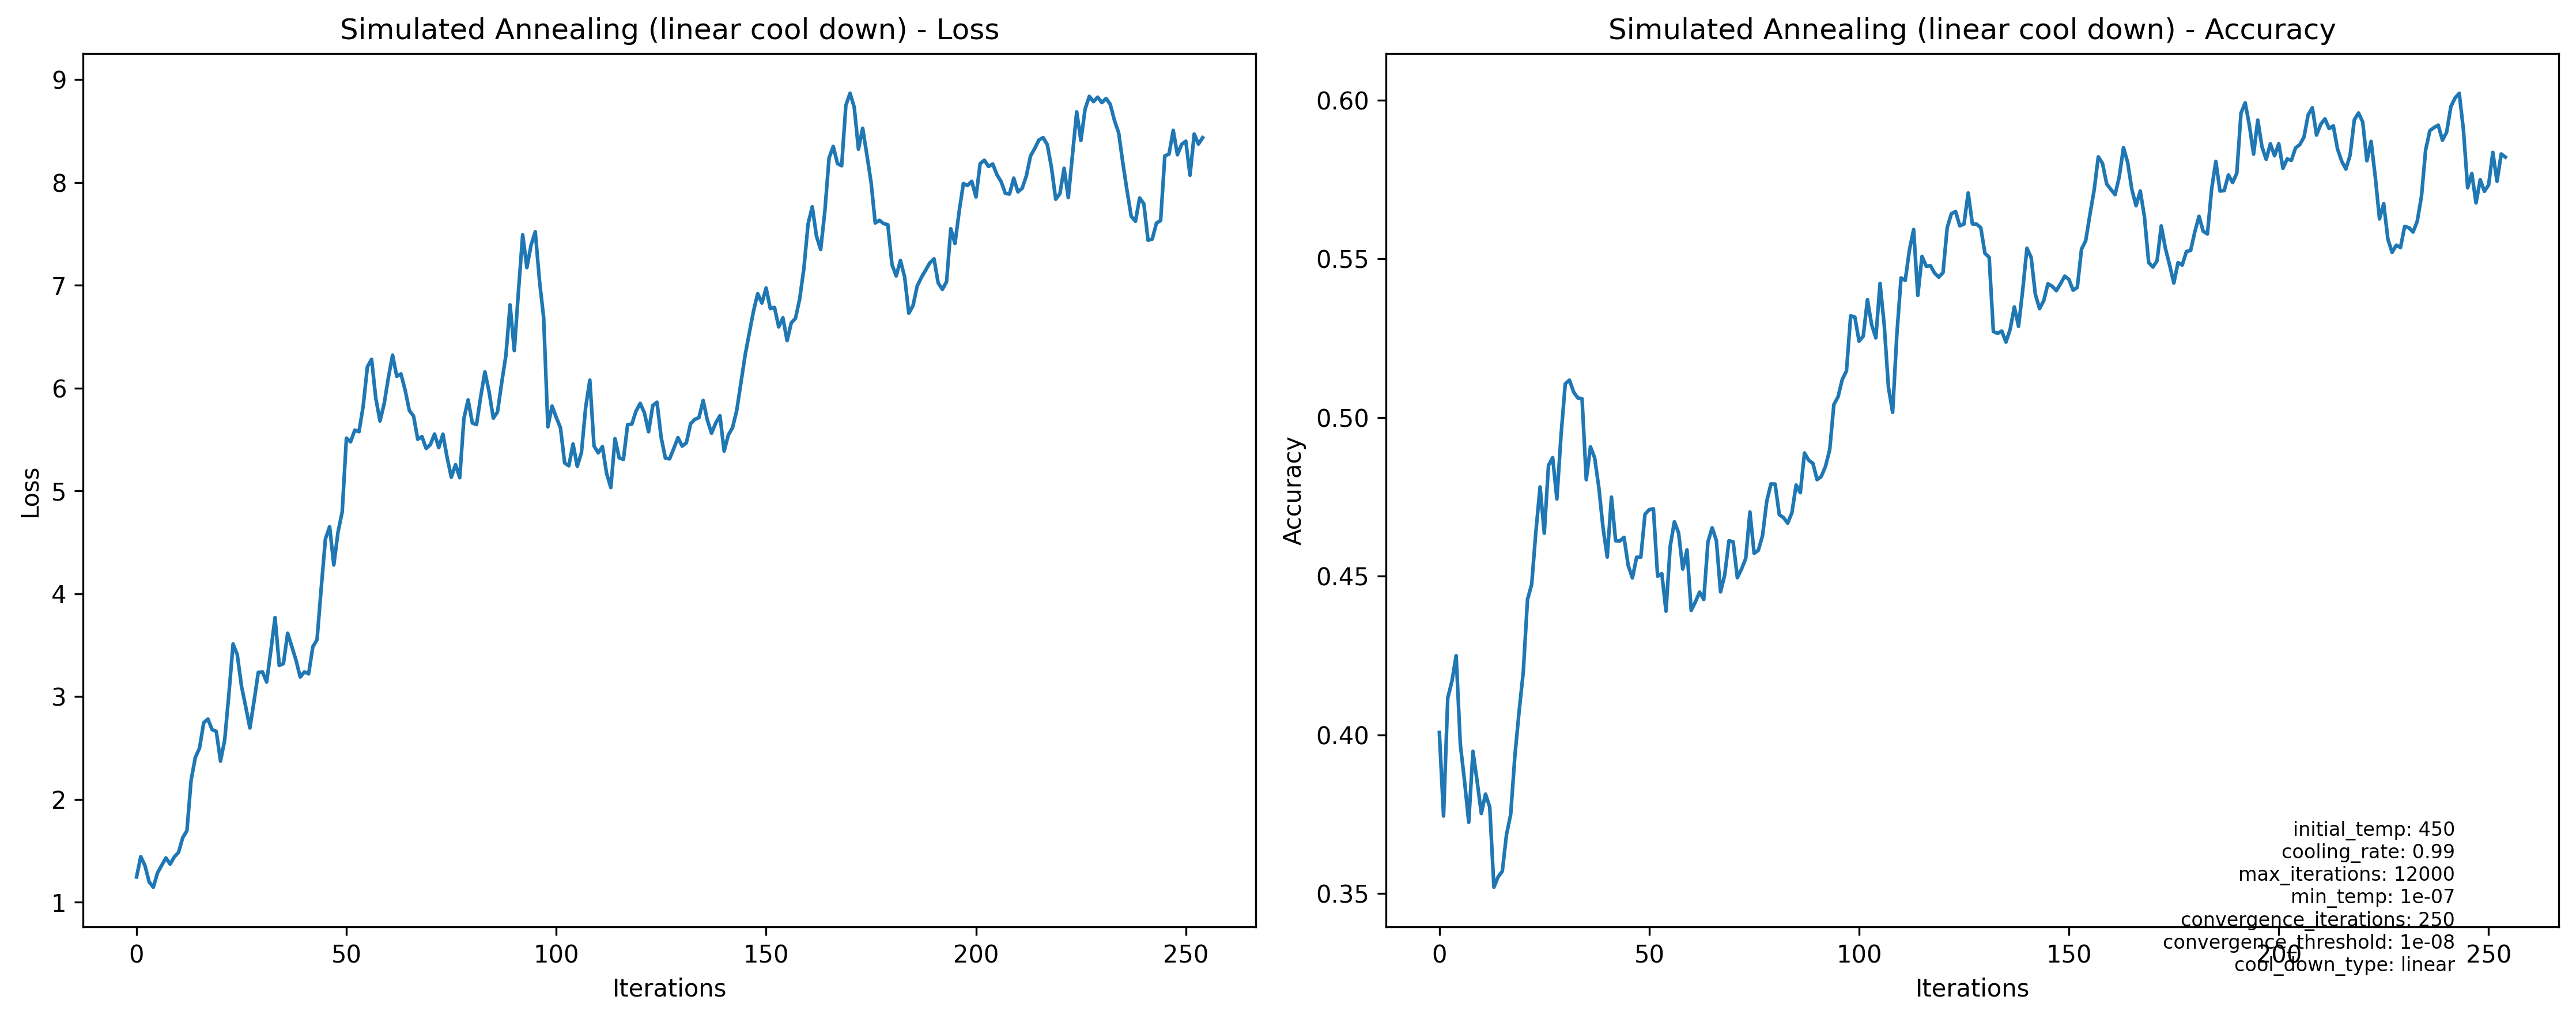 Simulated Annealing (linear cool down) - Loss
9
8
7
6
5
4
3
2
1
Loss
0 50 100 150 200 250
Iterations
Simulated Annealing (linear cool down) - Accuracy
0.60
0.55
0.50
0.45
0.40
0.35
Accuracy
initial_temp: 450
cooling_rate: 0.99
max_iterations: 12000
min_temp: 1e-07
convergence_iterations: 250
convergence_threshold: 1e-08
cool_down_type: linear
0 50 100 150 200 250
Iterations